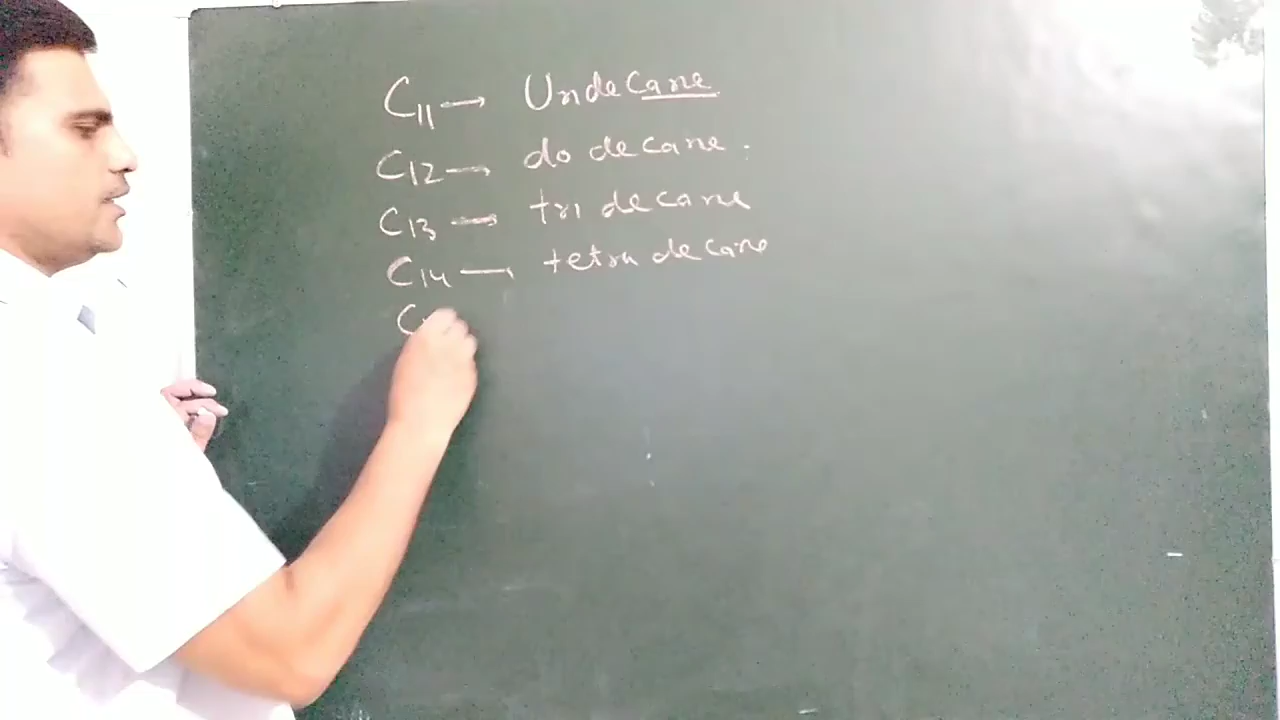 C11 → Undecane
C12 → do decane.
C13 → tri decane
C14 → tetra decane
C